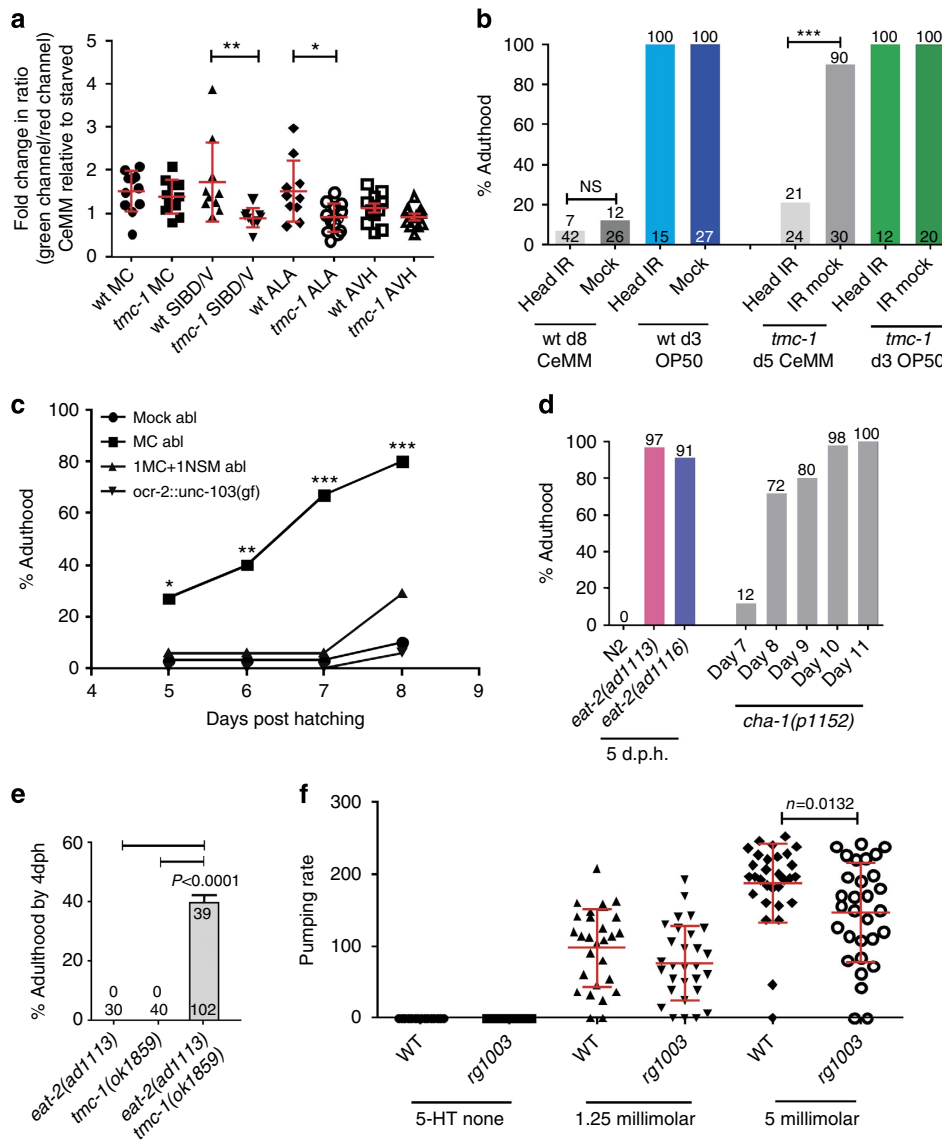 a
Fold change in ratio
(green channel/red channel)
CeMM relative to starved
5
4
3
2
1
0
**
*
wt MC
tmc-1 MC
wt SIBD/V
tmc-1 SIBD/V
wt ALA
tmc-1 ALA
wt AVH
tmc-1 AVH
b
% Aduthood
100
80
60
40
20
0
NS
***
7
12
100
100
21
90
100
100
42
26
15
27
24
30
12
20
Head IR
Mock
Head IR
Mock
Head IR
IR mock
Head IR
IR mock
wt d8
CeMM
wt d3
OP50
tmc-1
d5 CeMM
tmc-1
d3 OP50
c
% Aduthood
100
80
60
40
20
0
Mock abl
MC abl
1MC+1NSM abl
ocr-2::unc-103(gf)
*
**
***
***
4
5
6
7
8
9
Days post hatching
d
% Aduthood
100
80
60
40
20
0
0
97
91
12
72
80
98
100
N2
eat-2(ad1113)
eat-2(ad1116)
Day 7
Day 8
Day 9
Day 10
Day 11
5 d.p.h.
cha-1(p1152)
e
% Adulthood by 4dph
60
40
20
0
P<0.0001
0
30
0
40
39
102
eat-2(ad1113)
tmc-1(ok1859)
eat-2(ad1113)
tmc-1(ok1859)
f
Pumping rate
300
200
100
0
n=0.0132
WT
rg1003
WT
rg1003
WT
rg1003
5-HT none
1.25 millimolar
5 millimolar